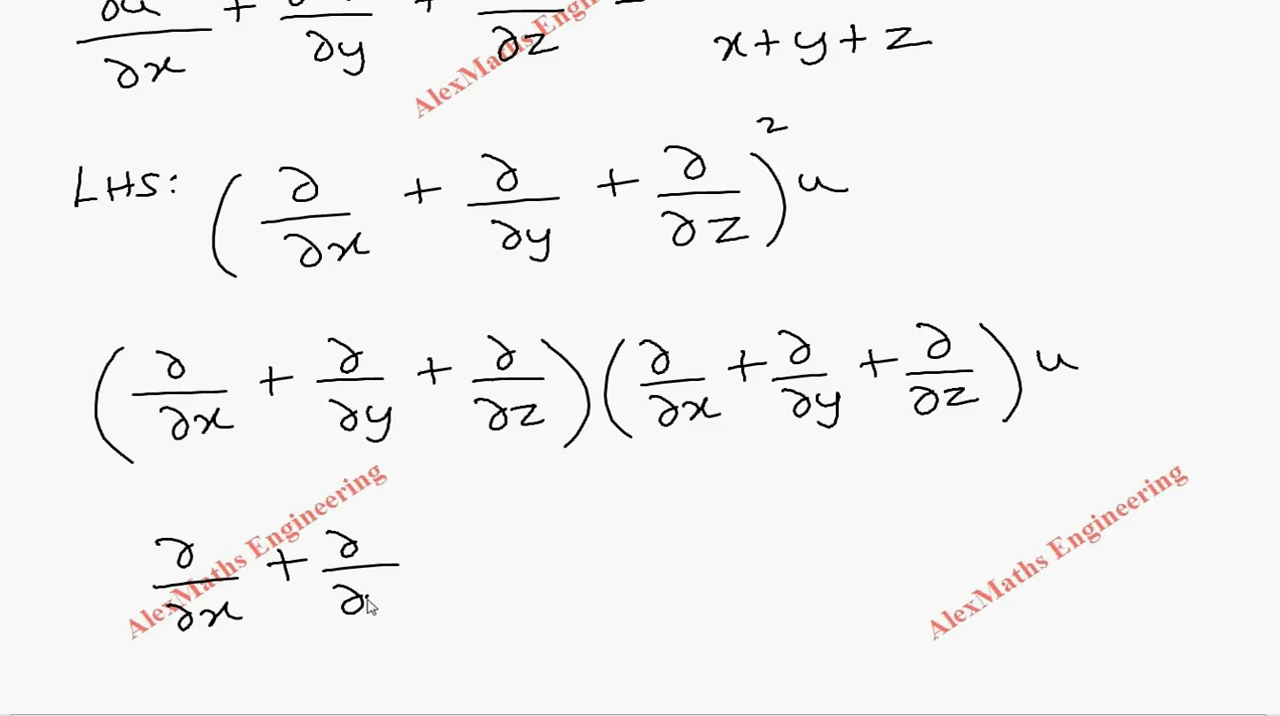 ∂u/∂x + ∂/∂y + /∂z = /x+y+z
LHS: (∂/∂x + ∂/∂y + ∂/∂z)² u
(∂/∂x + ∂/∂y + ∂/∂z)(∂/∂x + ∂/∂y + ∂/∂z) u
∂/∂x + ∂/∂
AlexMaths Engineering
AlexMaths Engineering
AlexMaths Engineering